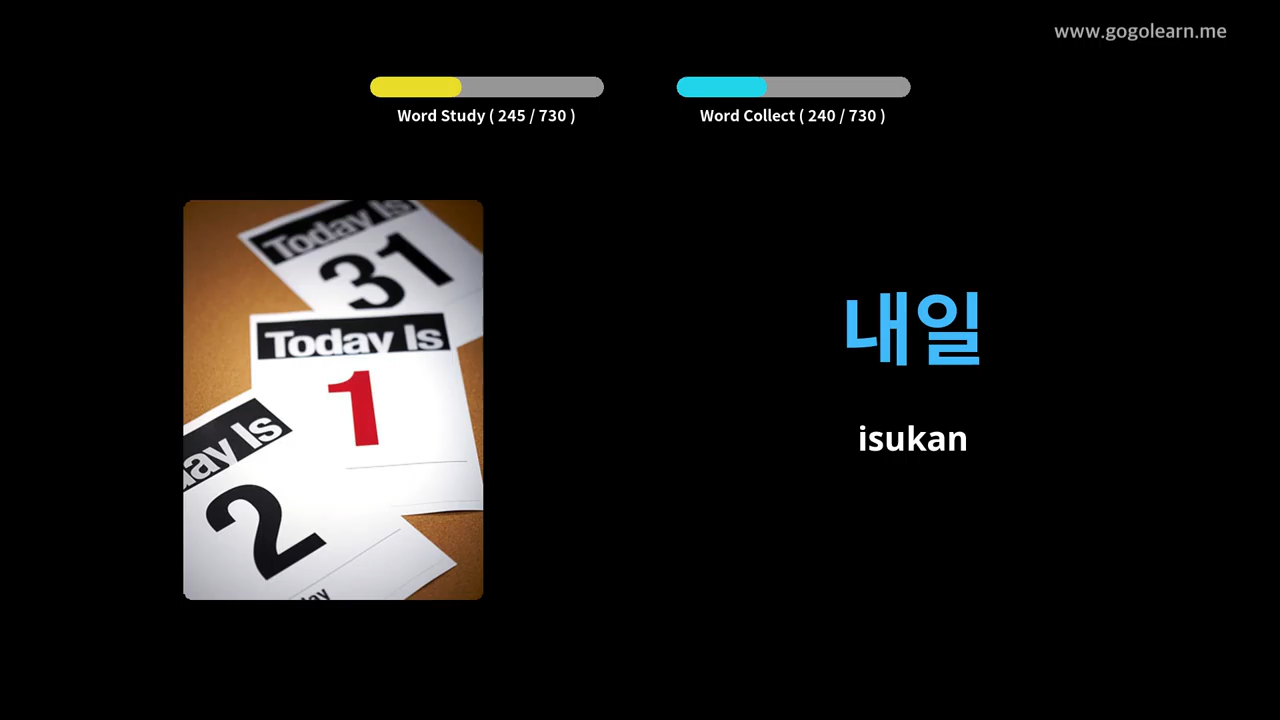 www.gogolearn.me
Word Study ( 245 / 730 )
Word Collect ( 240 / 730 )
Today Is
31
Today Is
1
ay Is
2
내일
isukan